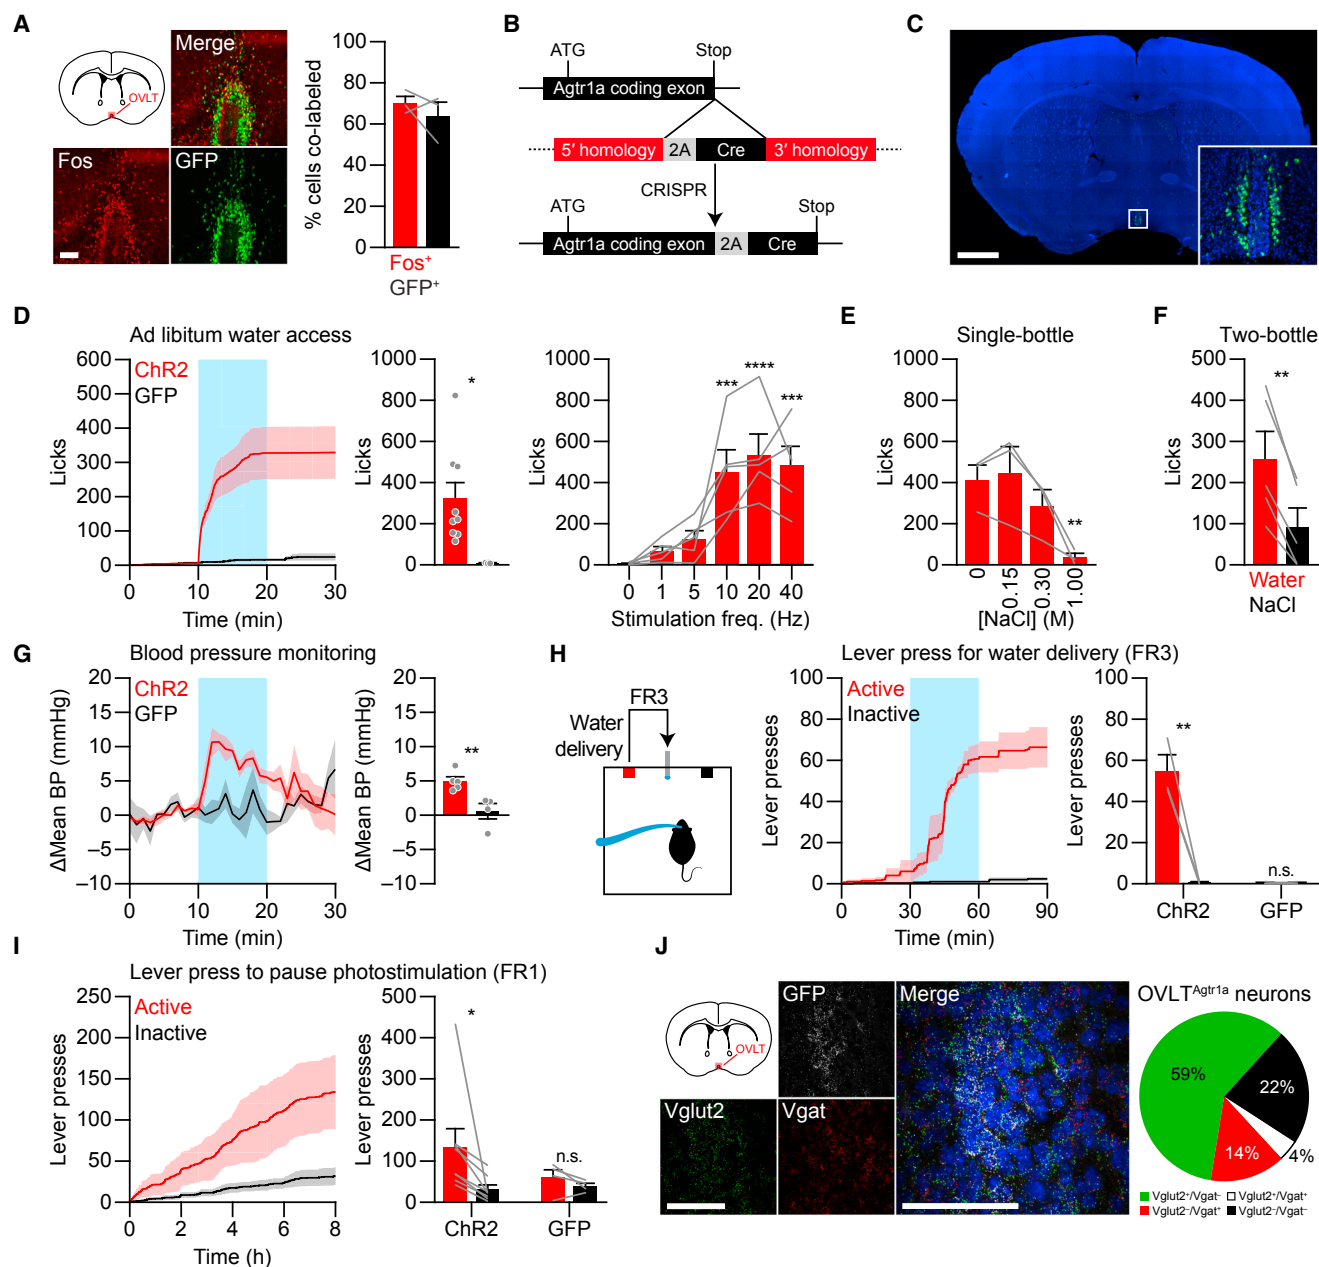 A
Merge
OVLT
Fos
GFP
% cells co-labeled
100
80
60
40
20
0
Fos⁺
GFP⁺
B
ATG
Stop
Agtr1a coding exon
5′ homology
2A
Cre
3′ homology
CRISPR
ATG
Stop
Agtr1a coding exon
2A
Cre
C
D
Ad libitum water access
ChR2
GFP
Licks
600
500
400
300
200
100
0
0
10
20
30
Time (min)
Licks
1000
800
600
400
200
0
*
Licks
1000
800
600
400
200
0
***
****
***
0
1
5
10
20
40
Stimulation freq. (Hz)
E
Single-bottle
Licks
1000
800
600
400
200
0
**
0
0.15
0.30
1.00
[NaCl] (M)
F
Two-bottle
Licks
500
400
300
200
100
0
**
Water
NaCl
G
Blood pressure monitoring
ChR2
GFP
ΔMean BP (mmHg)
20
15
10
5
0
−5
−10
0
10
20
30
Time (min)
ΔMean BP (mmHg)
20
15
10
5
0
−5
−10
**
H
FR3
Water
delivery
Lever press for water delivery (FR3)
Active
Inactive
Lever presses
100
80
60
40
20
0
0
30
60
90
Time (min)
Lever presses
100
80
60
40
20
0
**
n.s.
ChR2
GFP
I
Lever press to pause photostimulation (FR1)
Active
Inactive
Lever presses
250
200
150
100
50
0
0
2
4
6
8
Time (h)
Lever presses
500
400
300
200
100
0
*
n.s.
ChR2
GFP
J
OVLT
GFP
Merge
Vglut2
Vgat
OVLTᴬᵍᵗʳ¹ᵃ neurons
59%
22%
14%
4%
Vglut2⁺/Vgat⁻
Vglut2⁺/Vgat⁺
Vglut2⁻/Vgat⁺
Vglut2⁻/Vgat⁻